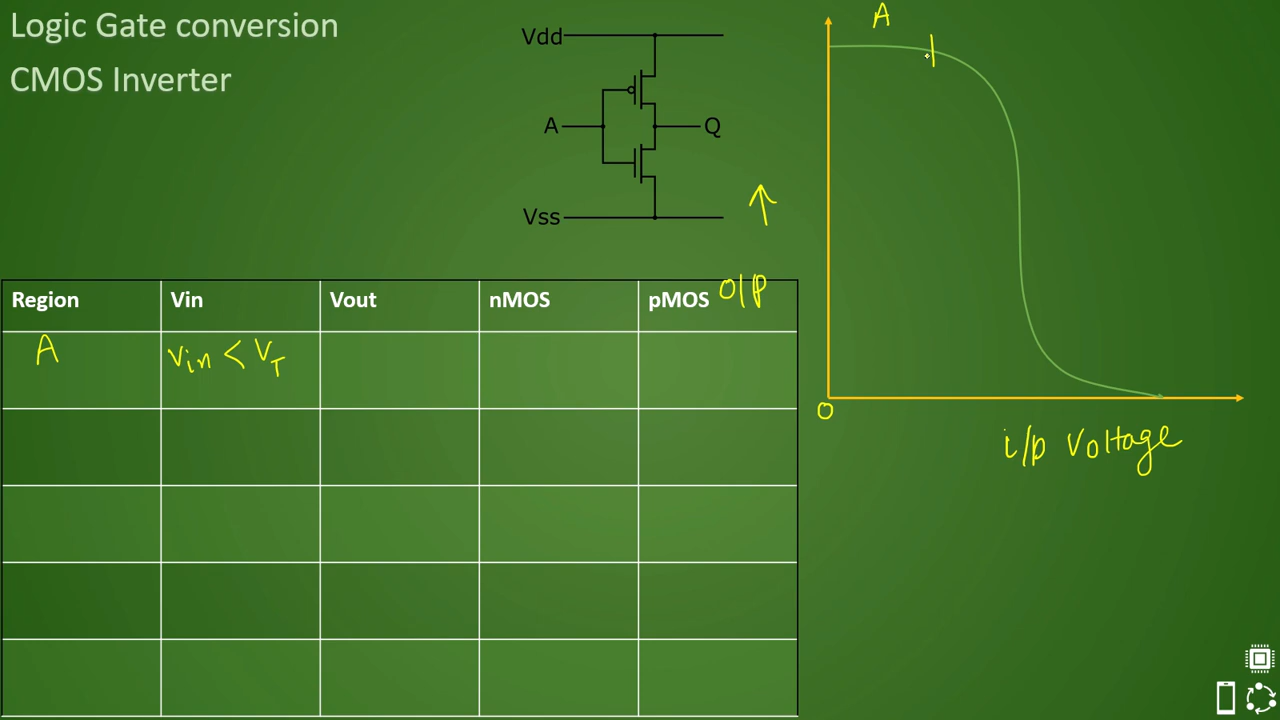 Logic Gate conversion
CMOS Inverter
Vdd
A
Q
Vss
A
O/P
Region Vin Vout nMOS pMOS
A Vin < VT
0
i/p Voltage